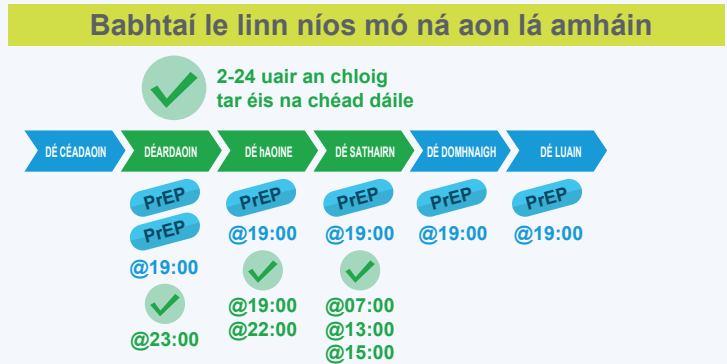 Babhtaí le linn níos mó ná aon lá amháin
2-24 uair an chloig
tar éis na chéad dáile
DÉ CÉADAOIN
DÉARDAOIN
DÉ hAOINE
DÉ SATHAIRN
DÉ DOMHNAIGH
DÉ LUAIN
PrEP
PrEP
@19:00
@23:00
PrEP
@19:00
@19:00
@22:00
PrEP
@19:00
@07:00
@13:00
@15:00
PrEP
@19:00
PrEP
@19:00